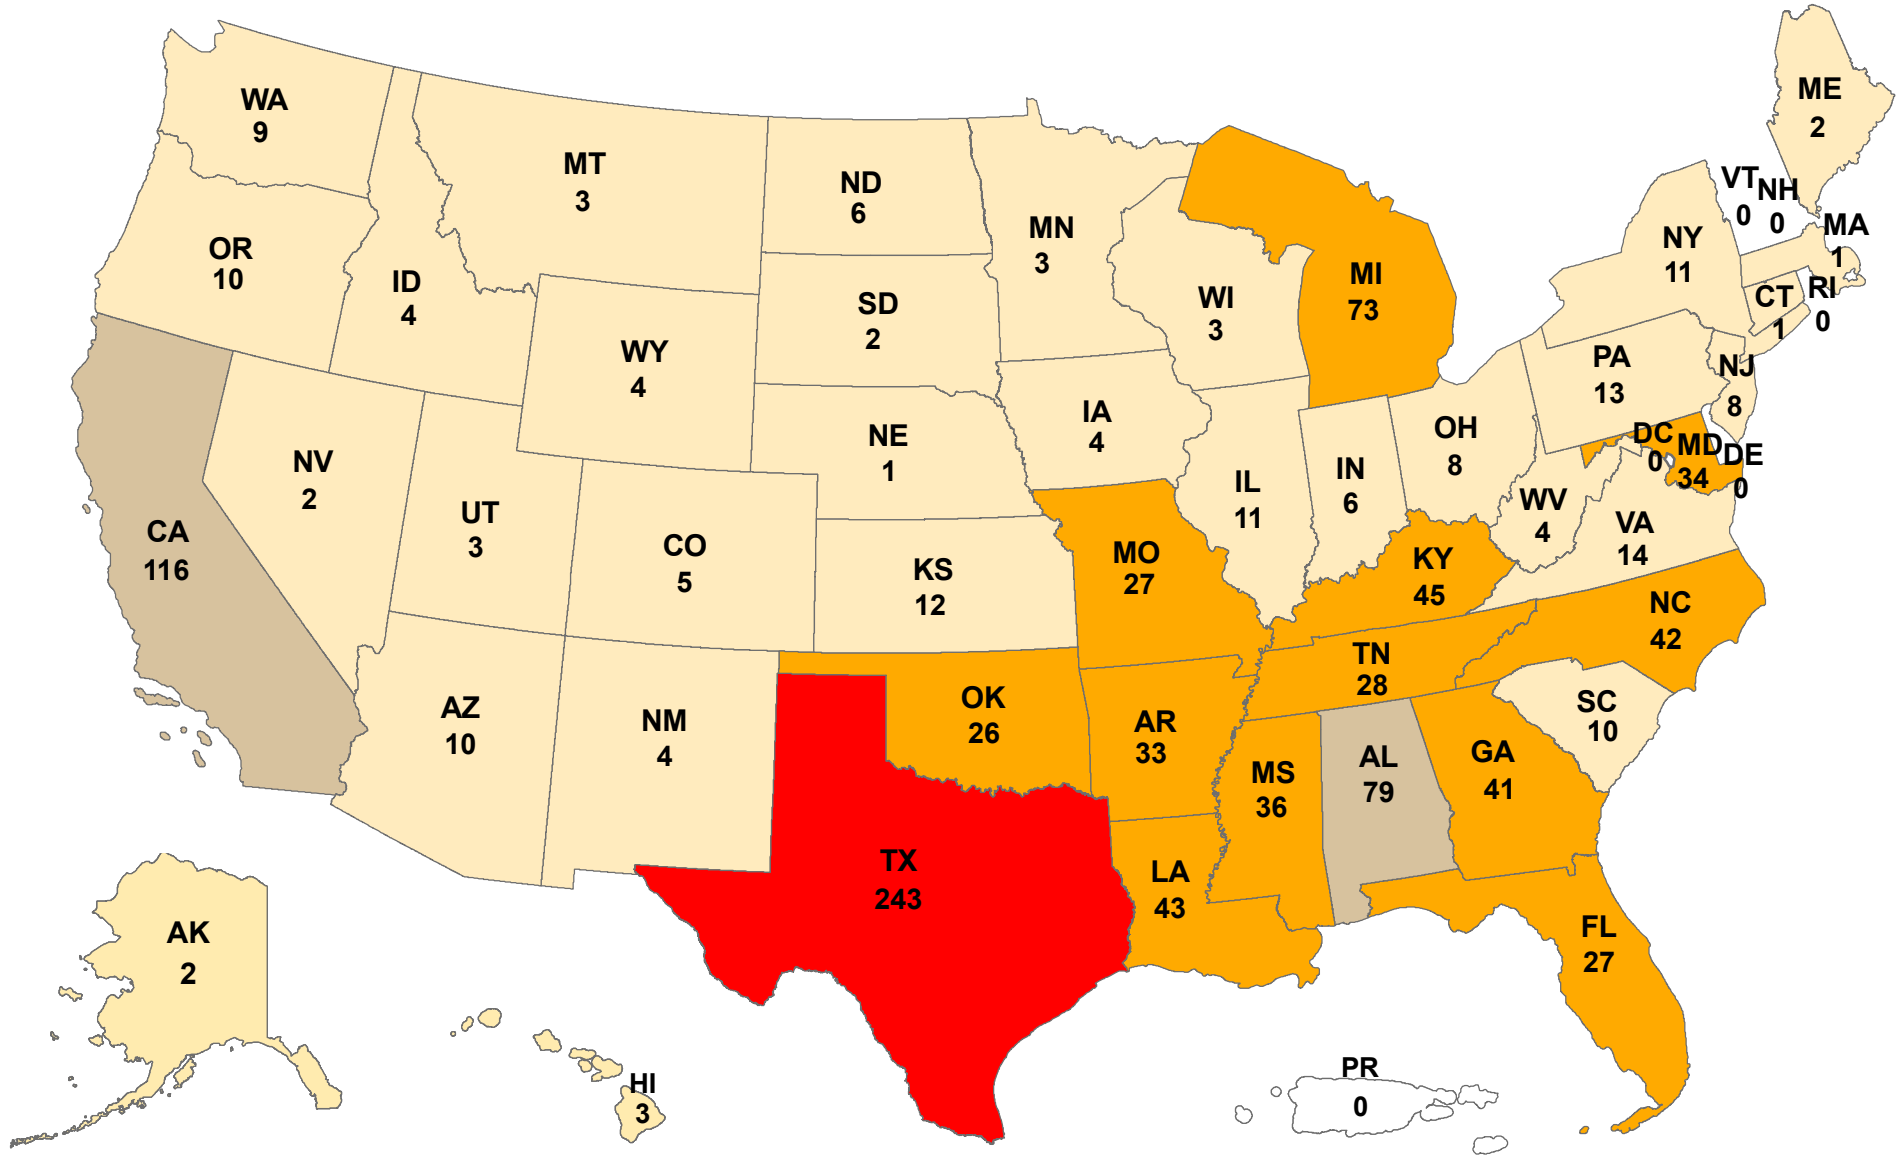 WA
9
OR
10
CA
116
ID
4
NV
2
MT
3
WY
4
UT
3
AZ
10
CO
5
NM
4
ND
6
SD
2
NE
1
KS
12
OK
26
TX
243
MN
3
IA
4
MO
27
AR
33
LA
43
WI
3
IL
11
MI
73
IN
6
OH
8
KY
45
TN
28
MS
36
AL
79
GA
41
FL
27
SC
10
NC
42
VA
14
WV
4
PA
13
NY
11
VT
0
NH
0
ME
2
MA
1
RI
0
CT
1
NJ
8
DE
0
MD
34
DC
0
AK
2
HI
3
PR
0